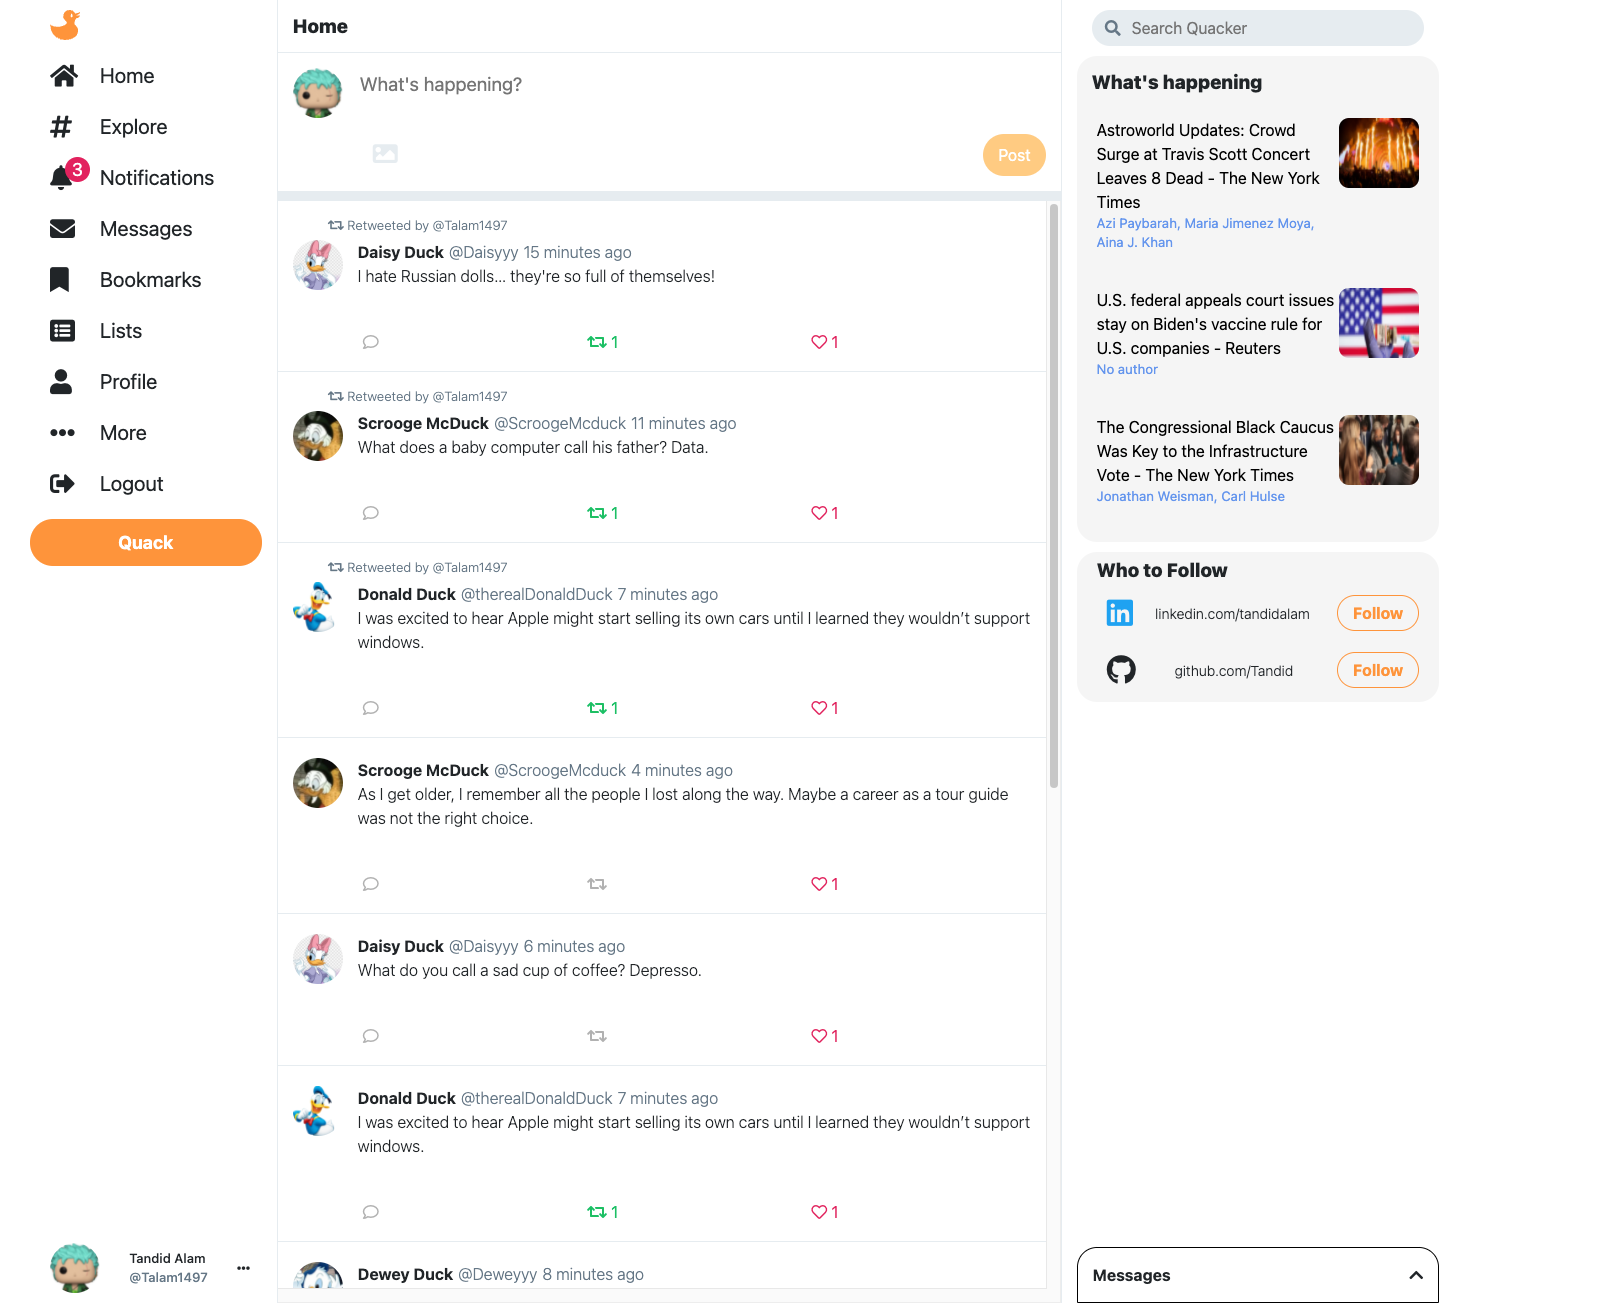 Home
Explore
3
Notifications
Messages
Bookmarks
Lists
Profile
More
Logout
Quack
Tandid Alam
@Talam1497
Home
What's happening?
Post
Retweeted by @Talam1497
Daisy Duck @Daisyyy 15 minutes ago
I hate Russian dolls... they're so full of themselves!
1 1
Retweeted by @Talam1497
Scrooge McDuck @ScroogeMcduck 11 minutes ago
What does a baby computer call his father? Data.
1 1
Retweeted by @Talam1497
Donald Duck @therealDonaldDuck 7 minutes ago
I was excited to hear Apple might start selling its own cars until I learned they wouldn’t support
windows.
1 1
Scrooge McDuck @ScroogeMcduck 4 minutes ago
As I get older, I remember all the people I lost along the way. Maybe a career as a tour guide
was not the right choice.
1
Daisy Duck @Daisyyy 6 minutes ago
What do you call a sad cup of coffee? Depresso.
1
Donald Duck @therealDonaldDuck 7 minutes ago
I was excited to hear Apple might start selling its own cars until I learned they wouldn’t support
windows.
1 1
Dewey Duck @Deweyyy 8 minutes ago
Search Quacker
What's happening
Astroworld Updates: Crowd
Surge at Travis Scott Concert
Leaves 8 Dead - The New York
Times
Azi Paybarah, Maria Jimenez Moya,
Aina J. Khan
U.S. federal appeals court issues
stay on Biden's vaccine rule for
U.S. companies - Reuters
No author
The Congressional Black Caucus
Was Key to the Infrastructure
Vote - The New York Times
Jonathan Weisman, Carl Hulse
Who to Follow
linkedin.com/tandidalam Follow
github.com/Tandid Follow
Messages